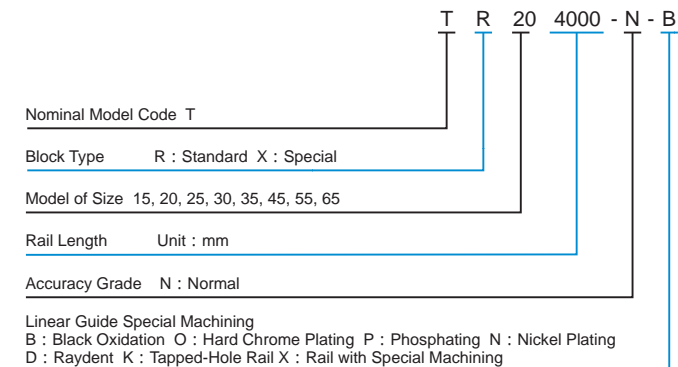 T R 20 4000 - N - B
Nominal Model Code T
Block Type R : Standard X : Special
Model of Size 15, 20, 25, 30, 35, 45, 55, 65
Rail Length Unit : mm
Accuracy Grade N : Normal
Linear Guide Special Machining
B : Black Oxidation O : Hard Chrome Plating P : Phosphating N : Nickel Plating
D : Raydent K : Tapped-Hole Rail X : Rail with Special Machining